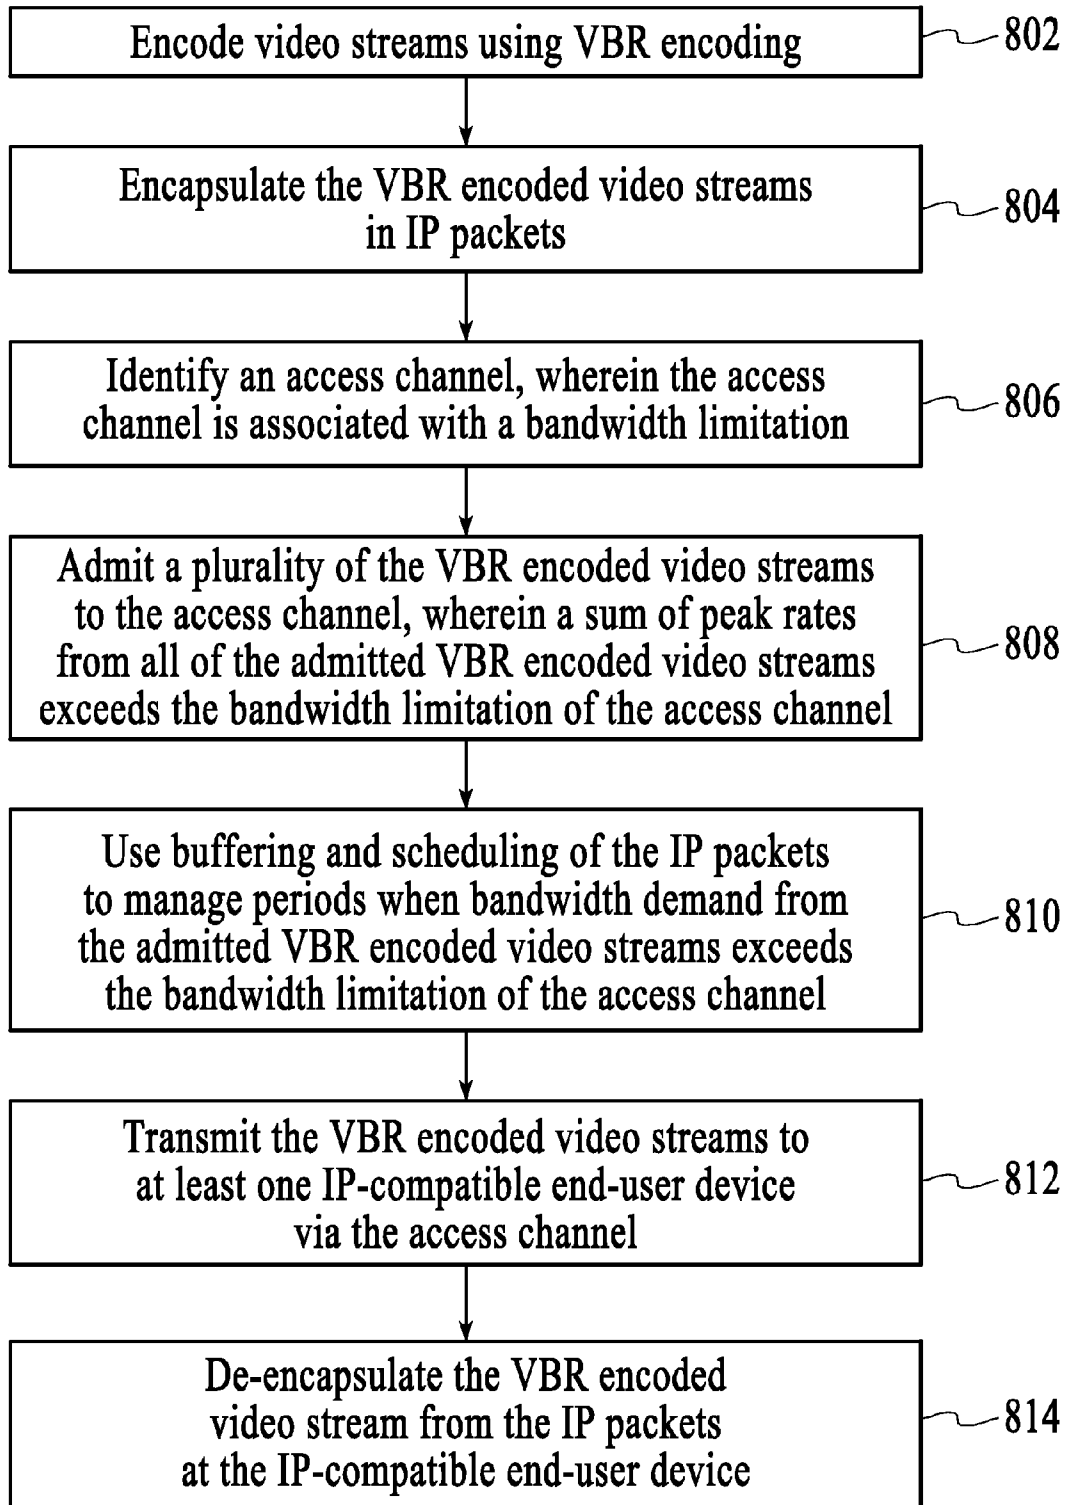 Encode video streams using VBR encoding
802
Encapsulate the VBR encoded video streams
in IP packets
804
Identify an access channel, wherein the access
channel is associated with a bandwidth limitation
806
Admit a plurality of the VBR encoded video streams
to the access channel, wherein a sum of peak rates
from all of the admitted VBR encoded video streams
exceeds the bandwidth limitation of the access channel
808
Use buffering and scheduling of the IP packets
to manage periods when bandwidth demand from
the admitted VBR encoded video streams exceeds
the bandwidth limitation of the access channel
810
Transmit the VBR encoded video streams to
at least one IP-compatible end-user device
via the access channel
812
De-encapsulate the VBR encoded
video stream from the IP packets
at the IP-compatible end-user device
814